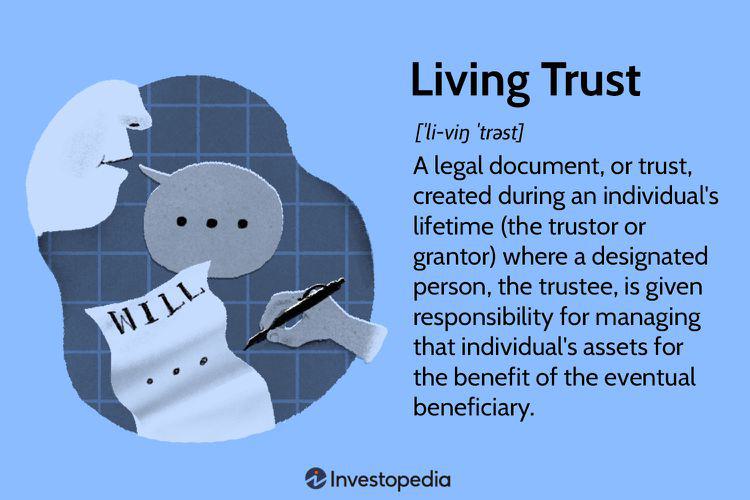 Living Trust
['li-viŋ 'trəst]
A legal document, or trust,
created during an individual's
lifetime (the trustor or
grantor) where a designated
person, the trustee, is given
responsibility for managing
that individual's assets for
the benefit of the eventual
beneficiary.
WILL
Investopedia